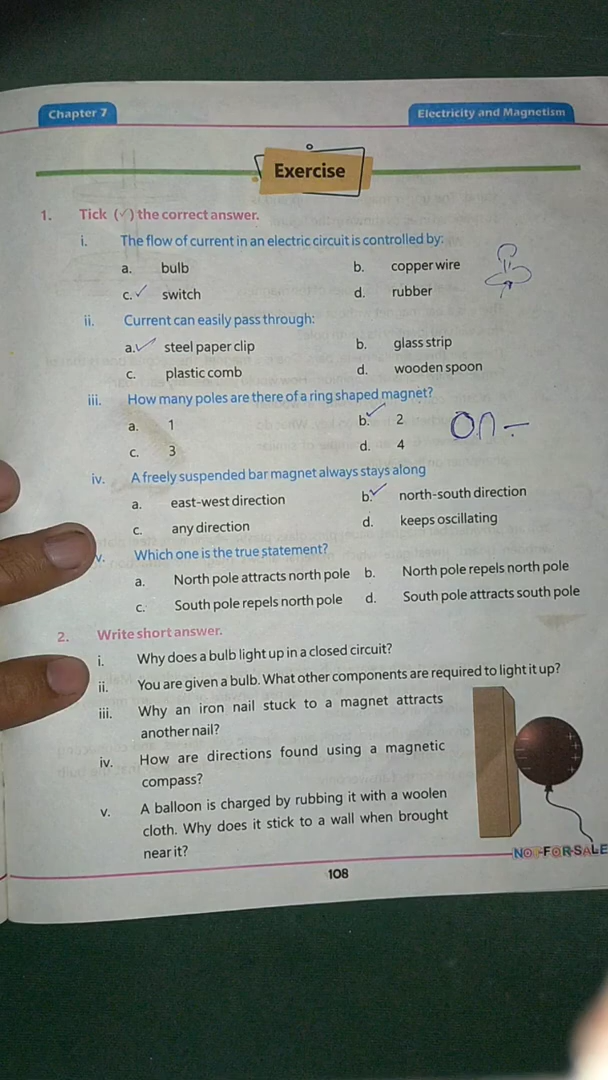 Chapter 7
Electricity and Magnetism
Exercise
1. Tick (✓) the correct answer.
i. The flow of current in an electric circuit is controlled by:
a. bulb b. copper wire
c. ✓ switch d. rubber
ii. Current can easily pass through:
a. ✓ steel paper clip b. glass strip
c. plastic comb d. wooden spoon
iii. How many poles are there of a ring shaped magnet?
a. 1 b. ✓ 2
On -
c. 3 d. 4
iv. A freely suspended bar magnet always stays along
a. east-west direction b. ✓ north-south direction
c. any direction d. keeps oscillating
v. Which one is the true statement?
a. North pole attracts north pole b. North pole repels north pole
c. South pole repels north pole d. South pole attracts south pole
2. Write short answer.
i. Why does a bulb light up in a closed circuit?
ii. You are given a bulb. What other components are required to light it up?
iii. Why an iron nail stuck to a magnet attracts
another nail?
iv. How are directions found using a magnetic
compass?
v. A balloon is charged by rubbing it with a woolen
cloth. Why does it stick to a wall when brought
near it?
NOT FOR SALE
108